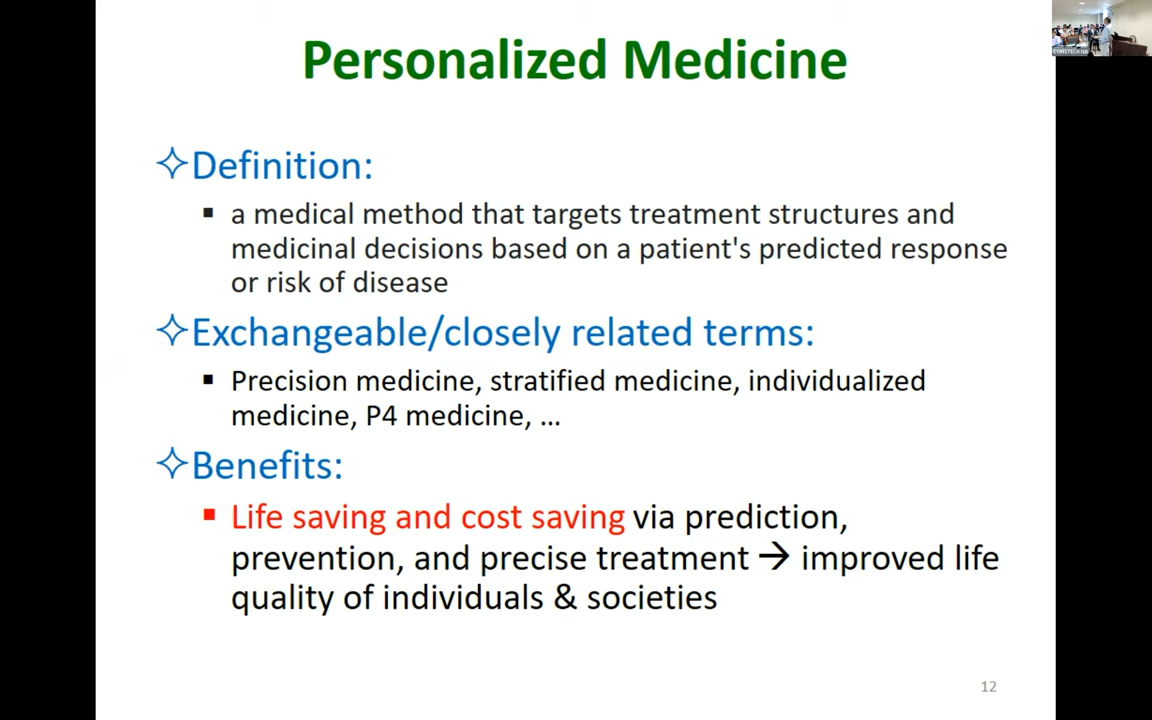 Personalized Medicine
COMSTECH ISB
✧Definition:
▪ a medical method that targets treatment structures and
medicinal decisions based on a patient's predicted response
or risk of disease
✧Exchangeable/closely related terms:
▪ Precision medicine, stratified medicine, individualized
medicine, P4 medicine, ...
✧Benefits:
▪ Life saving and cost saving via prediction,
prevention, and precise treatment → improved life
quality of individuals & societies
12